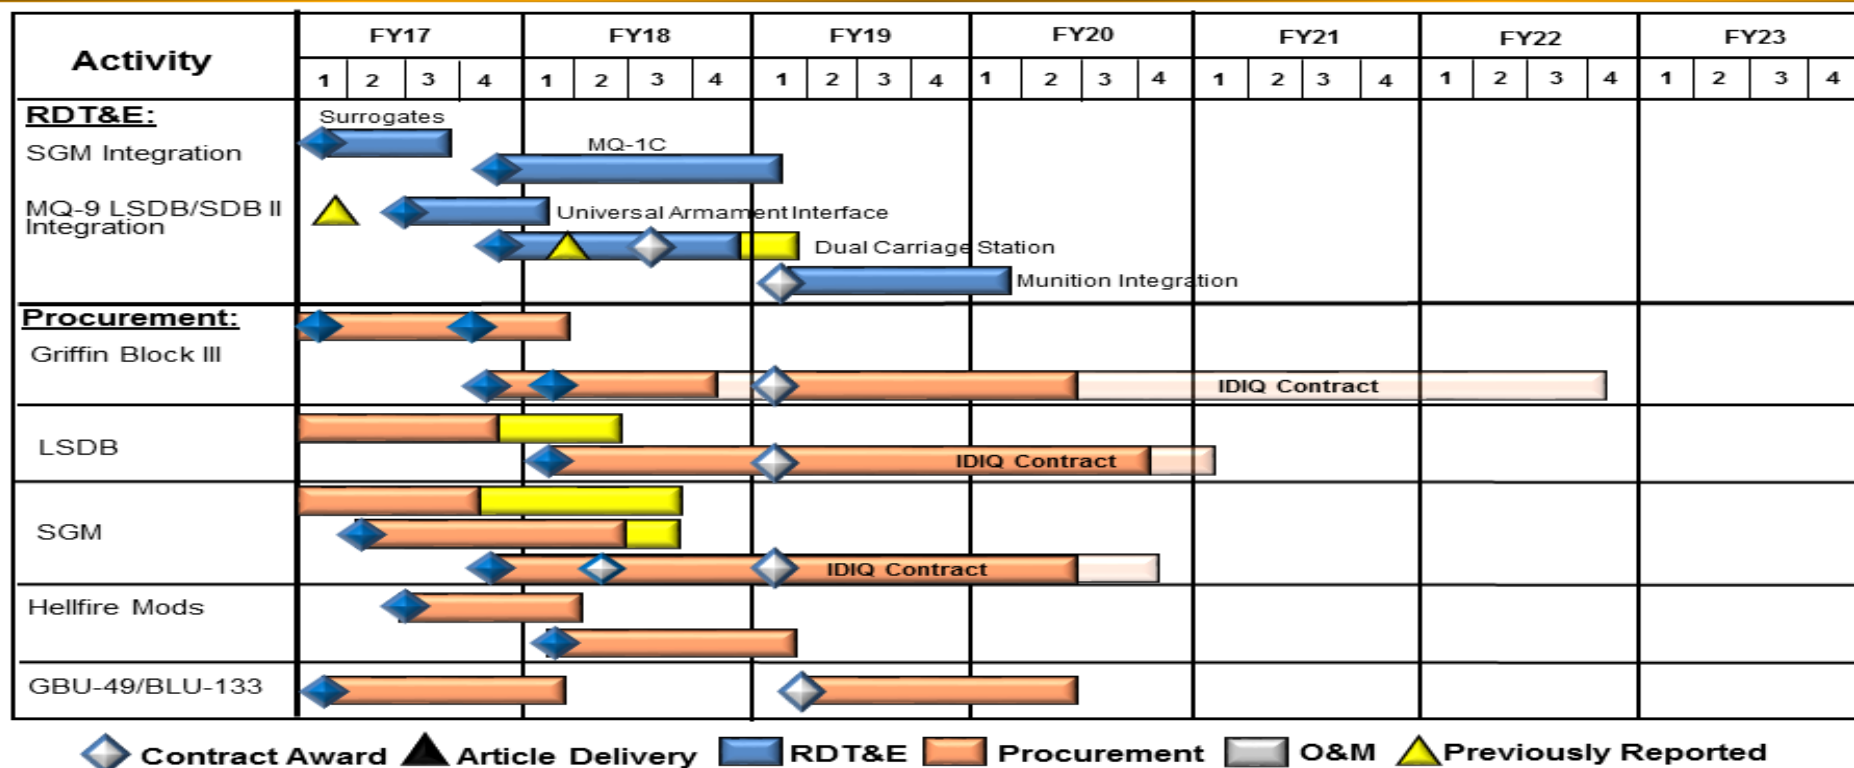 Activity
FY17 FY18 FY19 FY20 FY21 FY22 FY23
1 2 3 4 1 2 3 4 1 2 3 4 1 2 3 4 1 2 3 4 1 2 3 4 1 2 3 4
RDT&E:
Surrogates
SGM Integration
MQ-1C
MQ-9 LSDB/SDB II
Integration
Universal Armament Interface
Dual Carriage Station
Munition Integration
Procurement:
Griffin Block III
IDIQ Contract
LSDB
IDIQ Contract
SGM
IDIQ Contract
Hellfire Mods
GBU-49/BLU-133
Contract Award Article Delivery RDT&E Procurement O&M Previously Reported